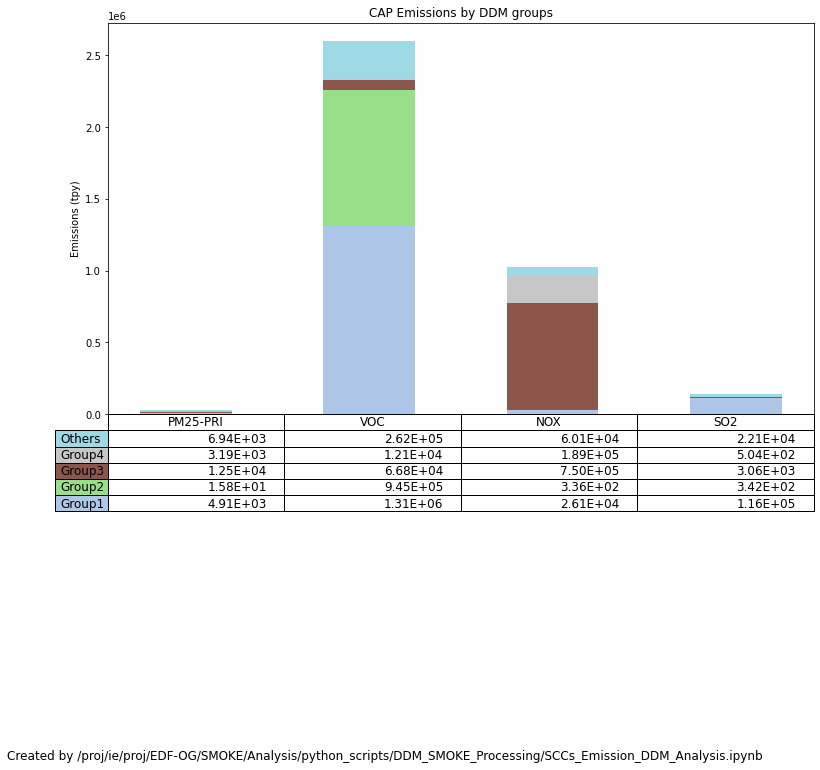 CAP Emissions by DDM groups
1e6
2.5
2.0
1.5
1.0
0.5
0.0
Emissions (tpy)
PM25-PRI VOC NOX SO2
Others 6.94E+03 2.62E+05 6.01E+04 2.21E+04
Group4 3.19E+03 1.21E+04 1.89E+05 5.04E+02
Group3 1.25E+04 6.68E+04 7.50E+05 3.06E+03
Group2 1.58E+01 9.45E+05 3.36E+02 3.42E+02
Group1 4.91E+03 1.31E+06 2.61E+04 1.16E+05
Created by /proj/ie/proj/EDF-OG/SMOKE/Analysis/python_scripts/DDM_SMOKE_Processing/SCCs_Emission_DDM_Analysis.ipynb